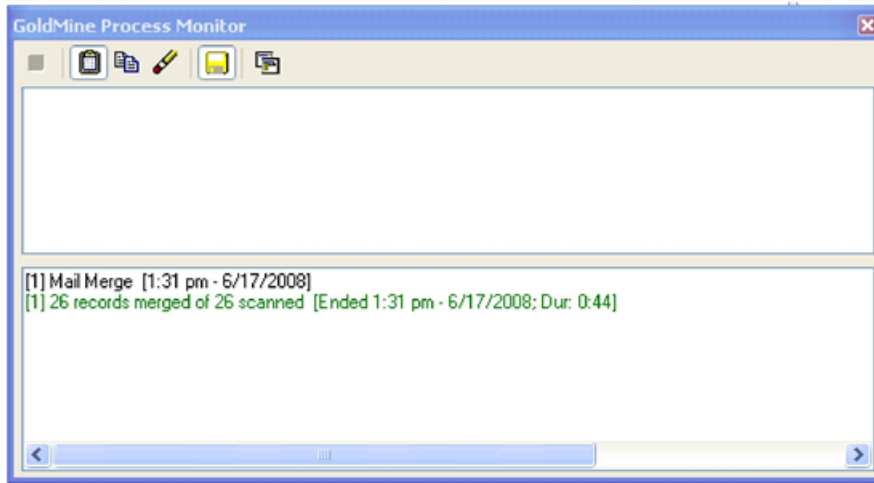 GoldMine Process Monitor
[1] Mail Merge [1:31 pm - 6/17/2008]
[1] 26 records merged of 26 scanned [Ended 1:31 pm - 6/17/2008; Dur: 0:44]